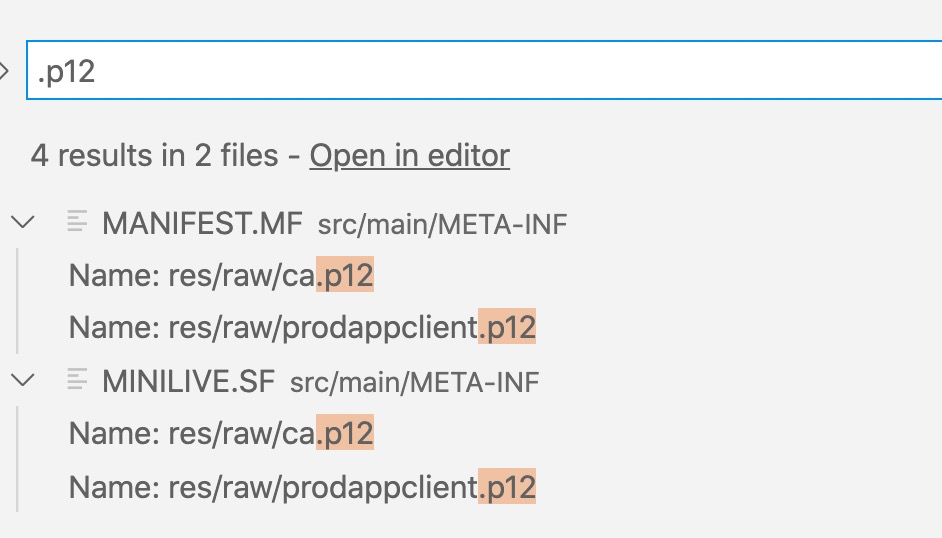 .p12
4 results in 2 files - Open in editor
MANIFEST.MF src/main/META-INF
Name: res/raw/ca.p12
Name: res/raw/prodappclient.p12
MINILIVE.SF src/main/META-INF
Name: res/raw/ca.p12
Name: res/raw/prodappclient.p12